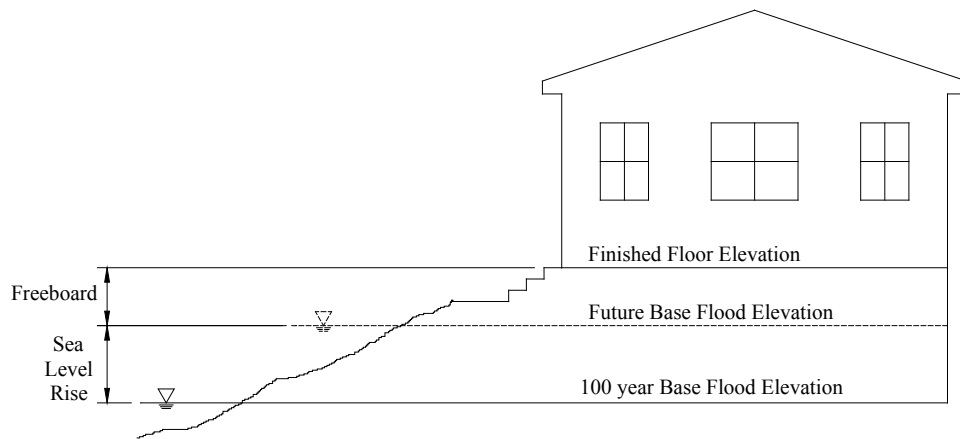 Finished Floor Elevation
Freeboard
Future Base Flood Elevation
Sea
Level
Rise
100 year Base Flood Elevation